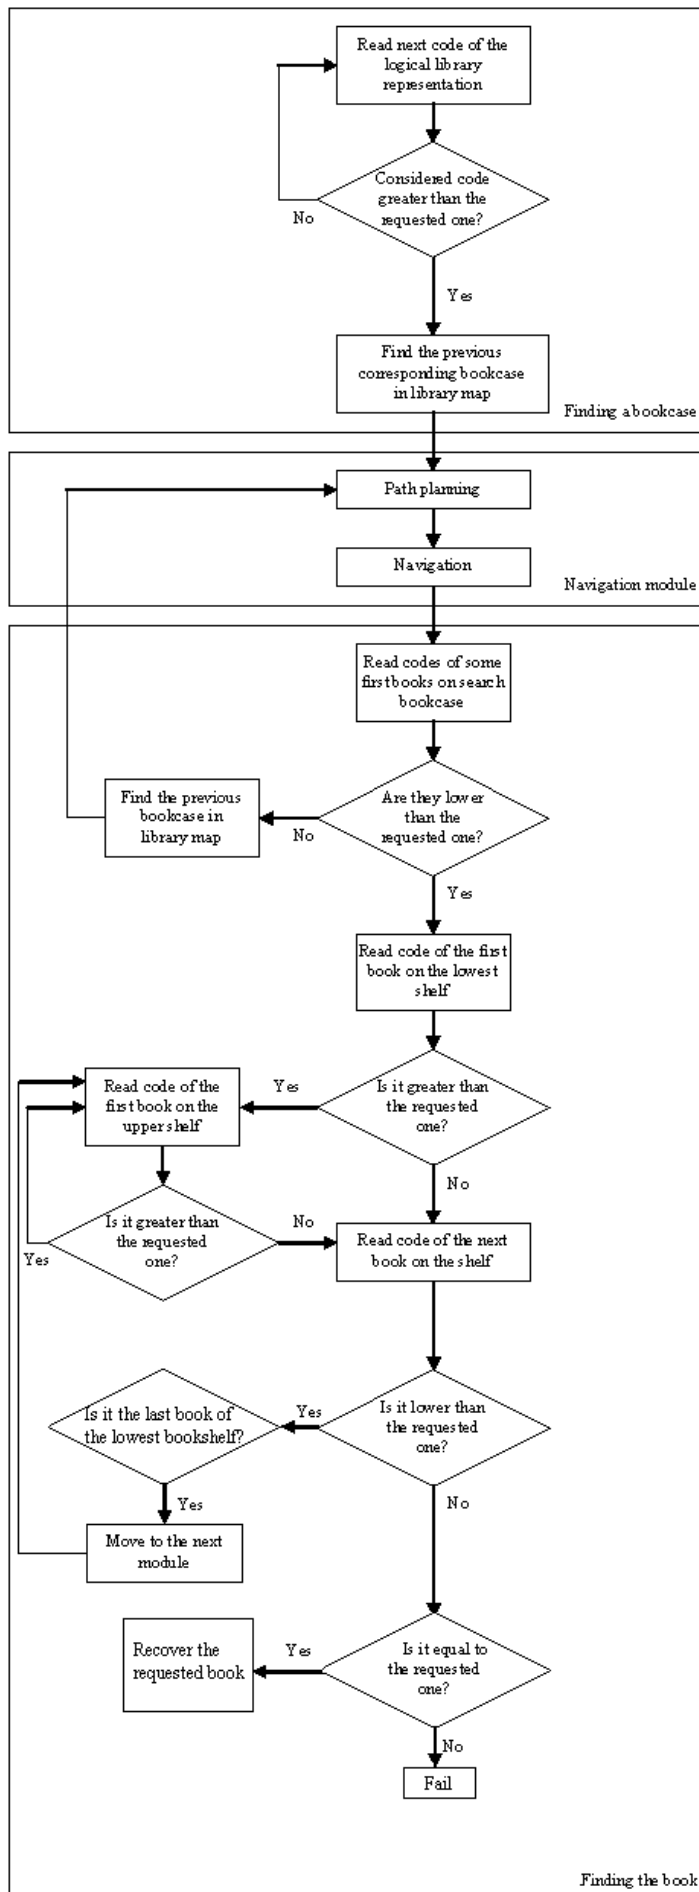 Read next code of the
logical library
representation
Considered code
greater than the
requested one?
No
Yes
Find the previous
corresponding bookcase
in library map
Finding a bookcase
Path planning
Navigation
Navigation module
Read codes of some
first books on search
bookcase
Find the previous
bookcase in
library map
No
Are they lower
than the
requested one?
Yes
Read code of the first
book on the lowest
shelf
Read code of the
first book on the
upper shelf
Yes
Is it greater than
the requested
one?
No
Is it greater than
the requested
one?
Yes
No
Read code of the next
book on the shelf
Is it the last book of
the lowest bookshelf?
Yes
Is it lower than
the requested
one?
Yes
No
Move to the next
module
Recover the
requested book
Yes
Is it equal to
the requested
one?
No
Fail
Finding the book